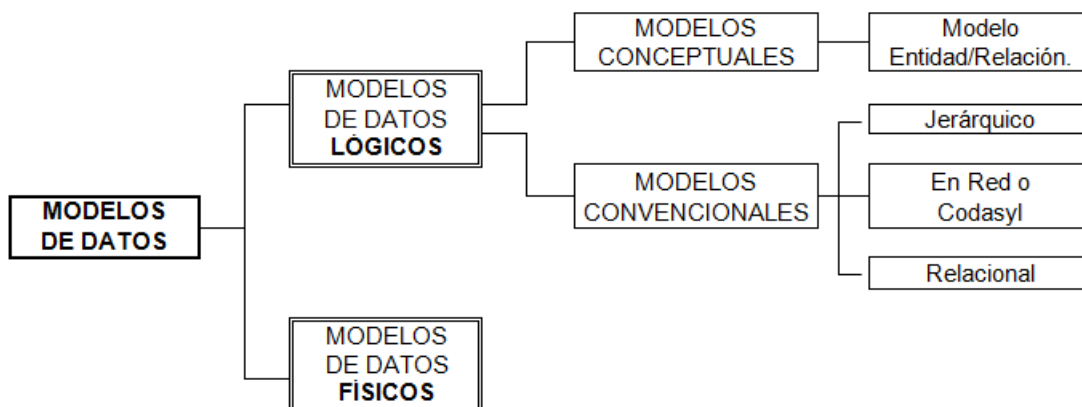 MODELOS
DE DATOS
MODELOS
DE DATOS
LÓGICOS
MODELOS
CONCEPTUALES
Modelo
Entidad/Relación.
MODELOS
CONVENCIONALES
Jerárquico
En Red o
Codasyl
Relacional
MODELOS
DE DATOS
FÍSICOS